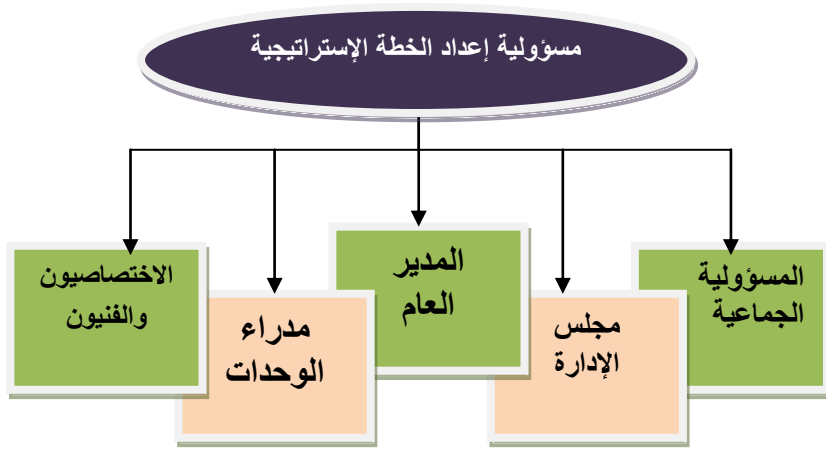 مسؤولية إعداد الخطة الإستراتيجية
المسؤولية
الجماعية
مجلس
الإدارة
المدير
العام
مدراء
الوحدات
الاختصاصيون
والفنيون